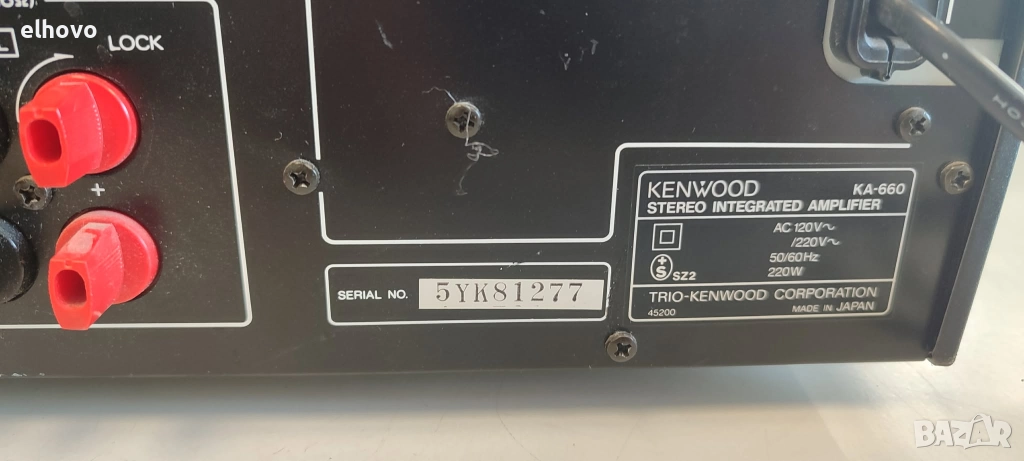 elhovo
L
LOCK
+
SERIAL NO. 5YK81277
KENWOOD KA-660
STEREO INTEGRATED AMPLIFIER
AC 120V~
/220V~
50/60Hz
S SZ2
220W
TRIO-KENWOOD CORPORATION
45200 MADE IN JAPAN
BAZAR